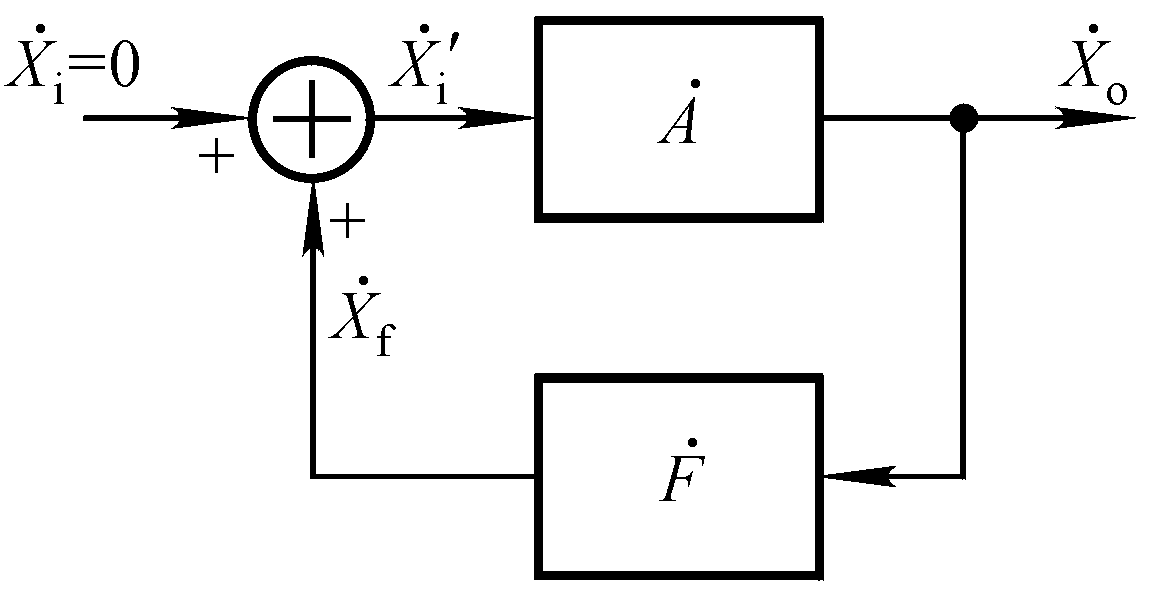 Ẋi=0
Ẋi′
Ȧ
Ẋo
+
+
Ẋf
Ḟ